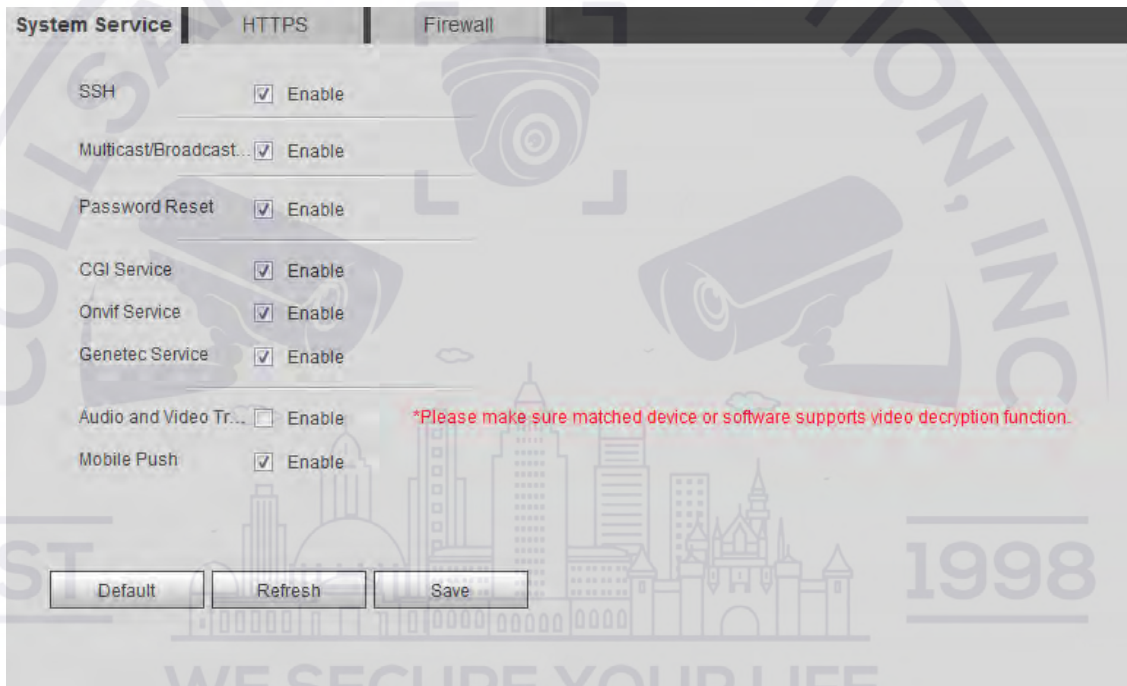 System Service HTTPS Firewall
SSH Enable
Multicast/Broadcast... Enable
Password Reset Enable
CGI Service Enable
Onvif Service Enable
Genetec Service Enable
Audio and Video Tr... Enable *Please make sure matched device or software supports video decryption function.
Mobile Push Enable
Default Refresh Save
1998
WE SECURE YOUR LIFE